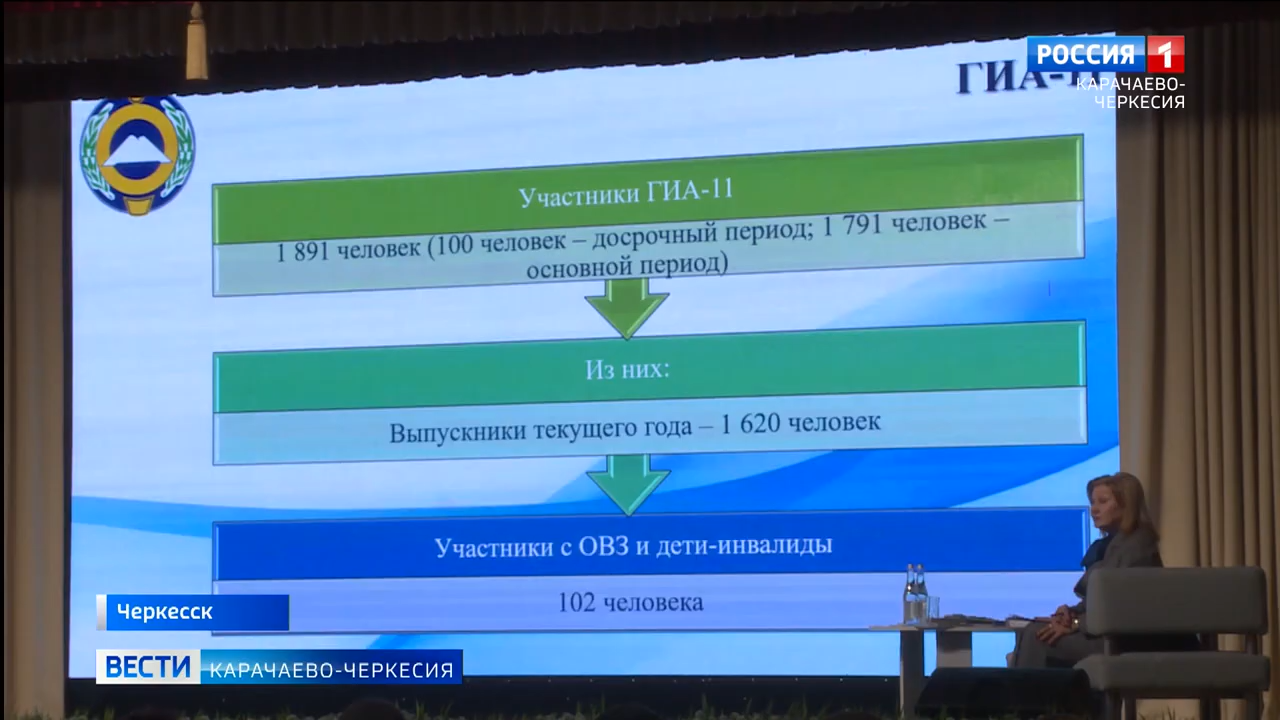 РОССИЯ 1
КАРАЧАЕВО-
ЧЕРКЕСИЯ
ГИА-11
Участники ГИА-11
1 891 человек (100 человек – досрочный период; 1 791 человек –
основной период)
Из них:
Выпускники текущего года – 1 620 человек
Участники с ОВЗ и дети-инвалиды
102 человека
Черкесск
ВЕСТИ КАРАЧАЕВО-ЧЕРКЕСИЯ